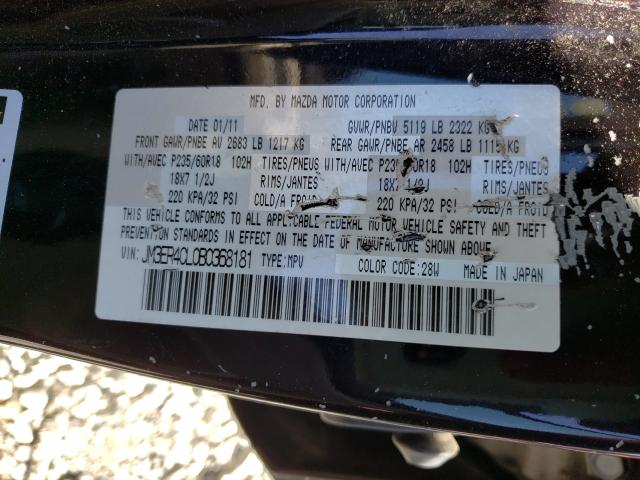 MFD. BY MAZDA MOTOR CORPORATION
DATE 01/11 GVWR/PNBV 5119 LB 2322 KG
FRONT GAWR/PNBE AV 2683 LB 1217 KG REAR GAWR/PNBE AR 2458 LB 1115 KG
WITH/AVEC P235/60R18 102H TIRES/PNEUS WITH/AVEC P235/60R18 102H TIRES/PNEUS
18X7 1/2J RIMS/JANTES 18X7 1/2J RIMS/JANTES
220 KPA/32 PSI COLD/A FROID 220 KPA/32 PSI COLD/A FROID
THIS VEHICLE CONFORMS TO ALL APPLICABLE FEDERAL MOTOR VEHICLE SAFETY AND THEFT
PREVENTION STANDARDS IN EFFECT ON THE DATE OF MANUFACTURE SHOWN ABOVE.
VIN: JM3ER4CL0B0368181 TYPE:MPV COLOR CODE:28W MADE IN JAPAN